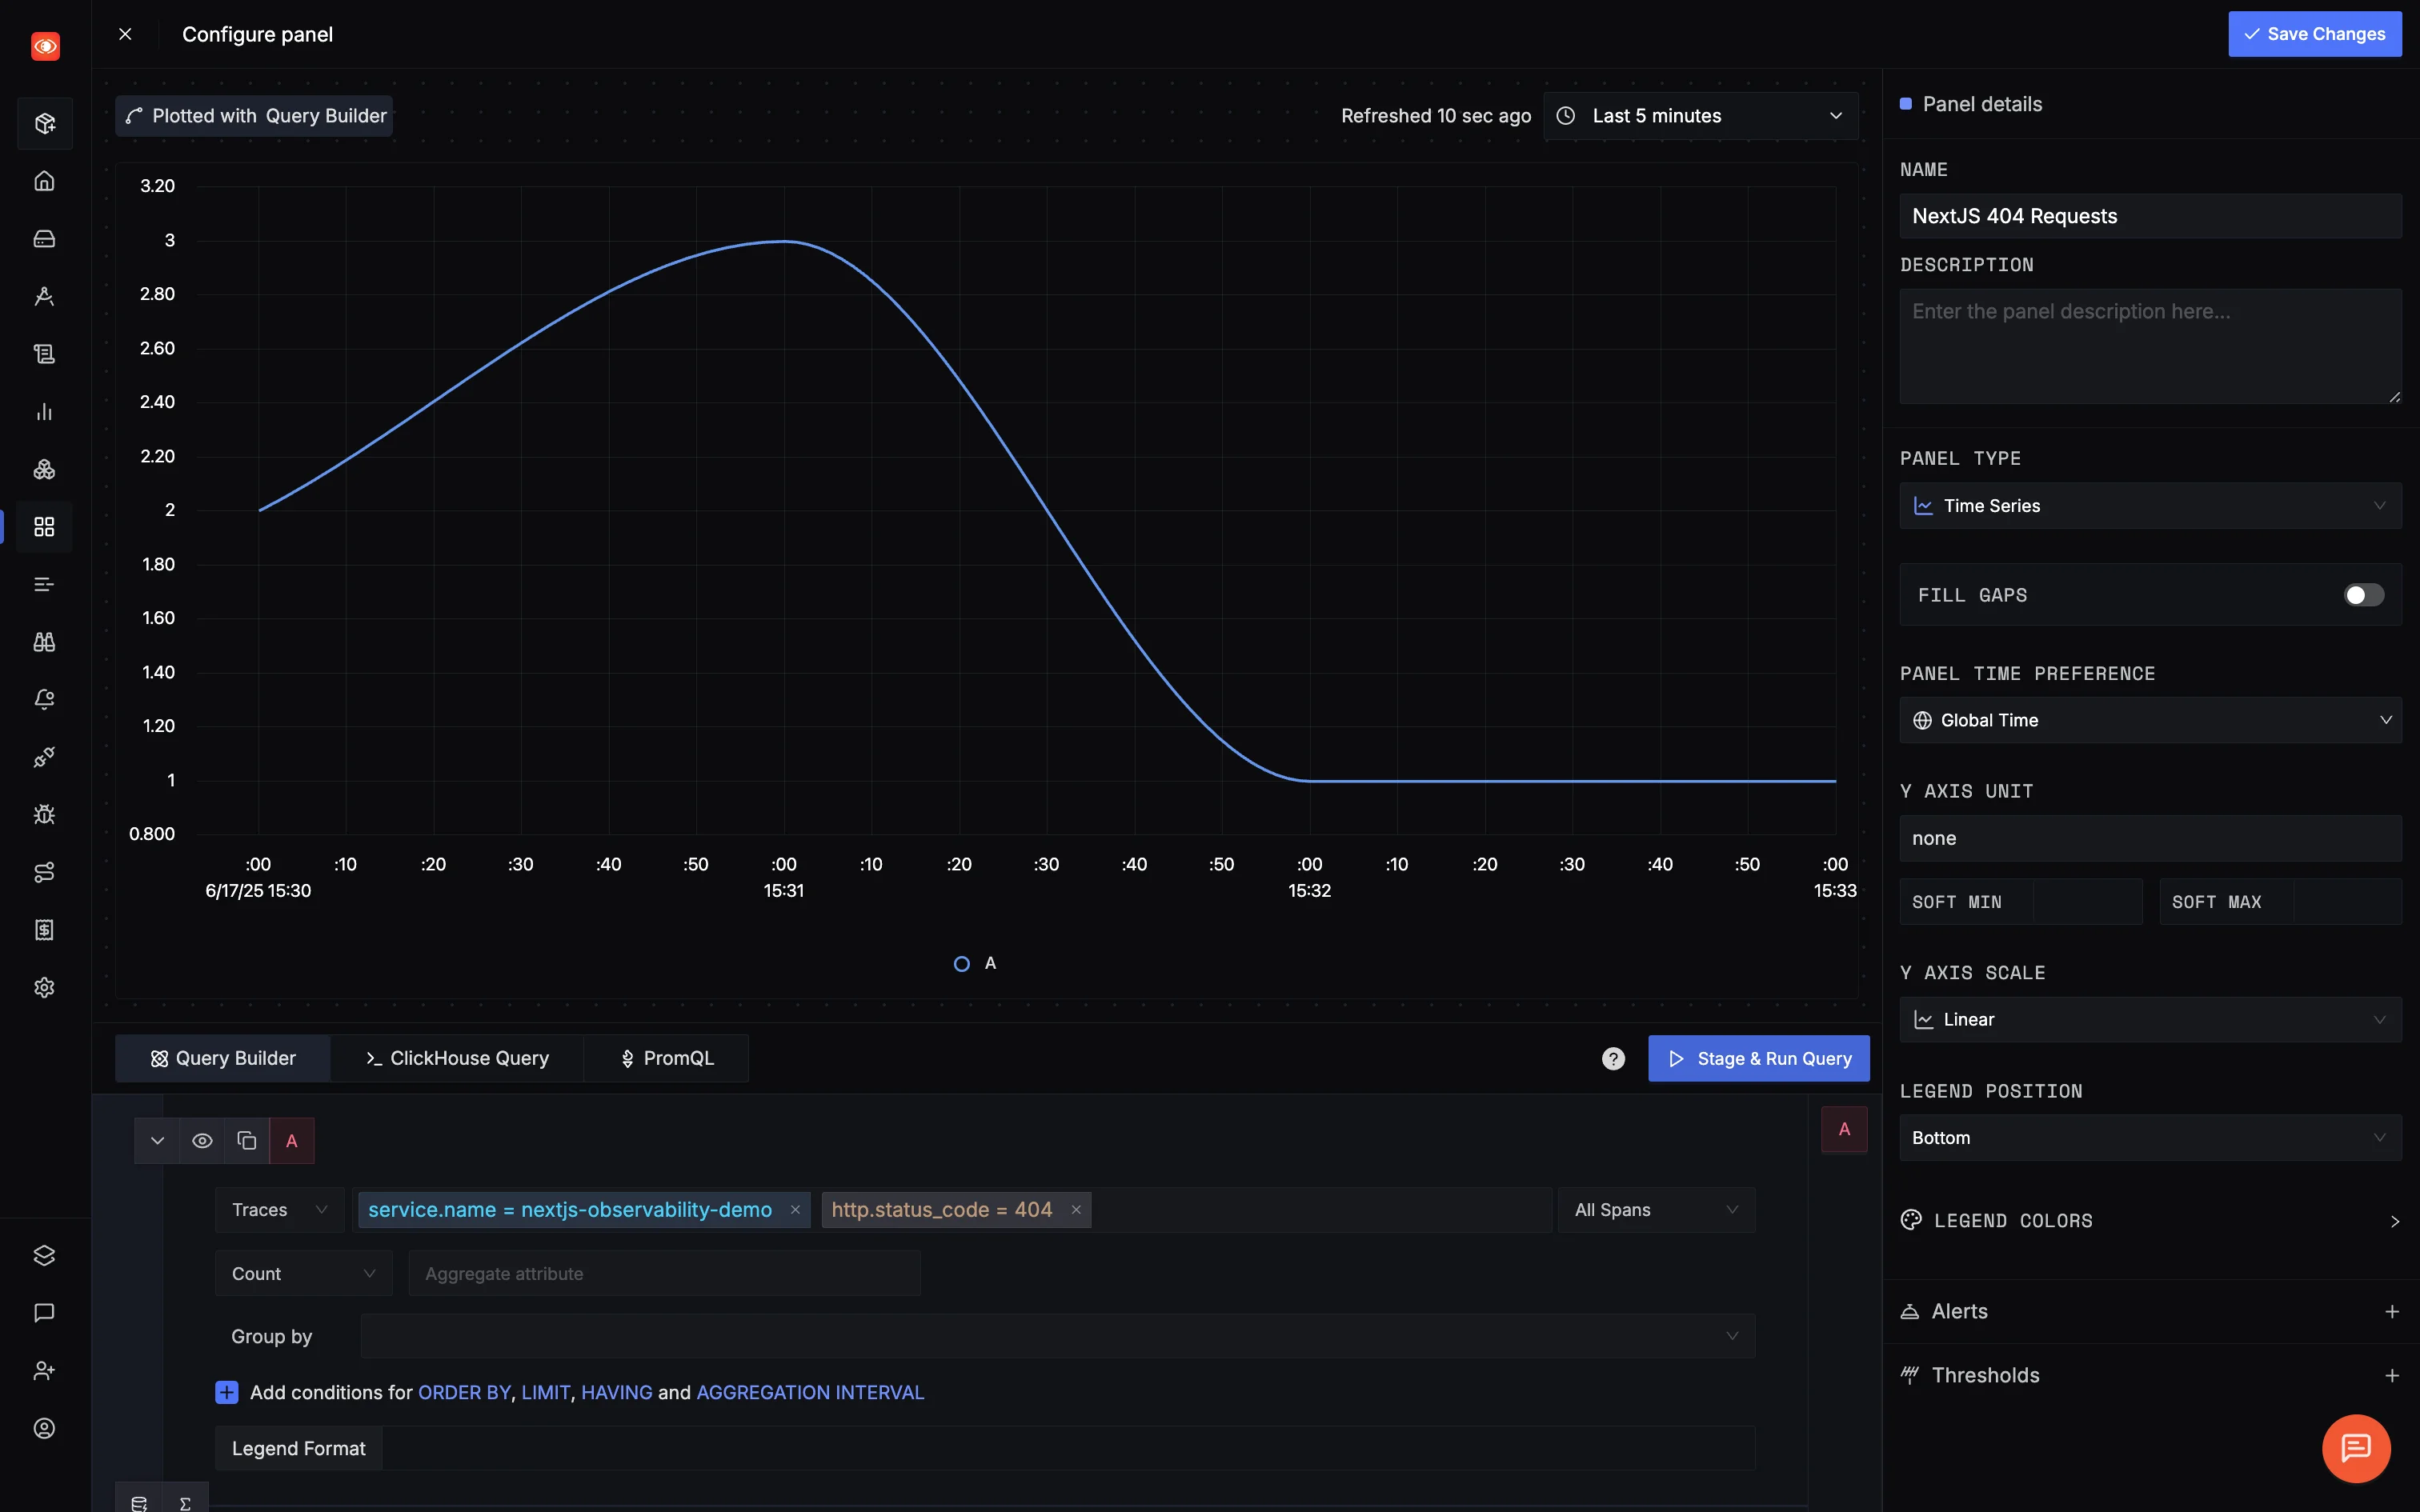 Configure panel
Save Changes
Plotted with Query Builder
Refreshed 10 sec ago
Last 5 minutes
3.20
3
2.80
2.60
2.40
2.20
2
1.80
1.60
1.40
1.20
1
0.800
:00 :10 :20 :30 :40 :50 :00 :10 :20 :30 :40 :50 :00 :10 :20 :30 :40 :50 :00
6/17/25 15:30 15:31 15:32 15:33
A
Query Builder
ClickHouse Query
PromQL
?
Stage & Run Query
A
A
Traces
service.name = nextjs-observability-demo ×
http.status_code = 404 ×
All Spans
Count
Aggregate attribute
Group by
Add conditions for ORDER BY, LIMIT, HAVING and AGGREGATION INTERVAL
Legend Format
Σ
Panel details
NAME
NextJS 404 Requests
DESCRIPTION
Enter the panel description here...
PANEL TYPE
Time Series
FILL GAPS
PANEL TIME PREFERENCE
Global Time
Y AXIS UNIT
none
SOFT MIN
SOFT MAX
Y AXIS SCALE
Linear
LEGEND POSITION
Bottom
LEGEND COLORS
Alerts
Thresholds